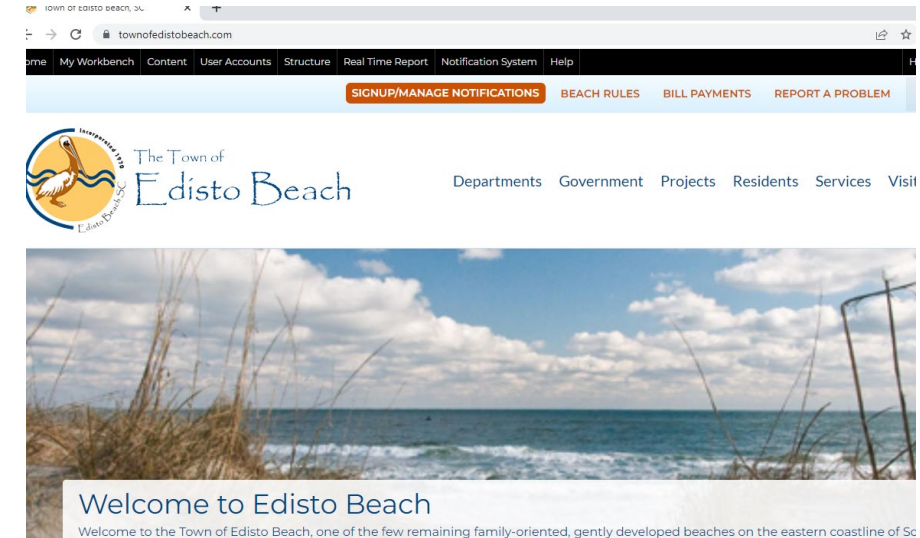 Town of Edisto Beach, SC
townofedistobeach.com
My Workbench Content User Accounts Structure Real Time Report Notification System Help
SIGNUP/MANAGE NOTIFICATIONS BEACH RULES BILL PAYMENTS REPORT A PROBLEM
Incorporated 1970
Edisto Beach, SC
The Town of
Edisto Beach
Departments Government Projects Residents Services
Welcome to Edisto Beach
Welcome to the Town of Edisto Beach, one of the few remaining family-oriented, gently developed beaches on the eastern coastline of